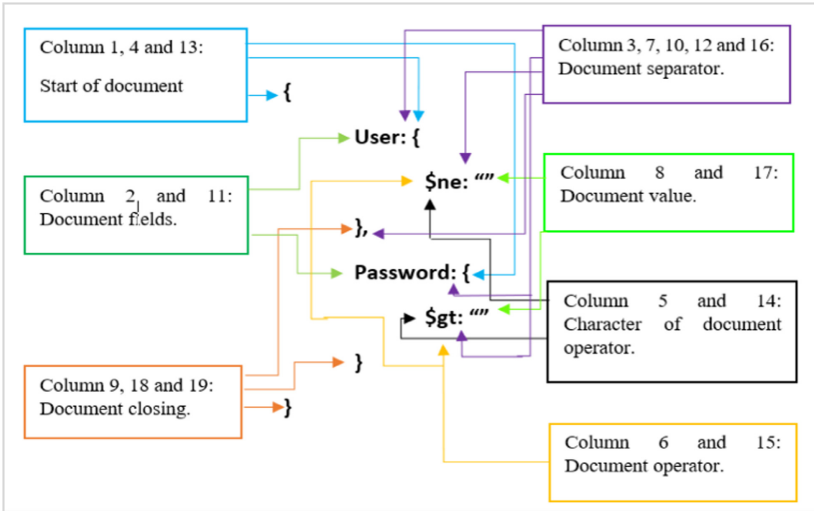 Column 1, 4 and 13:
Start of document
Column 3, 7, 10, 12 and 16:
Document separator.
{
User: {
$ne: “”
Column 8 and 17:
Document value.
Column 2 and 11:
Document fields.
},
Password: {
$gt: “”
Column 5 and 14:
Character of document
operator.
}
Column 9, 18 and 19:
Document closing.
}
Column 6 and 15:
Document operator.